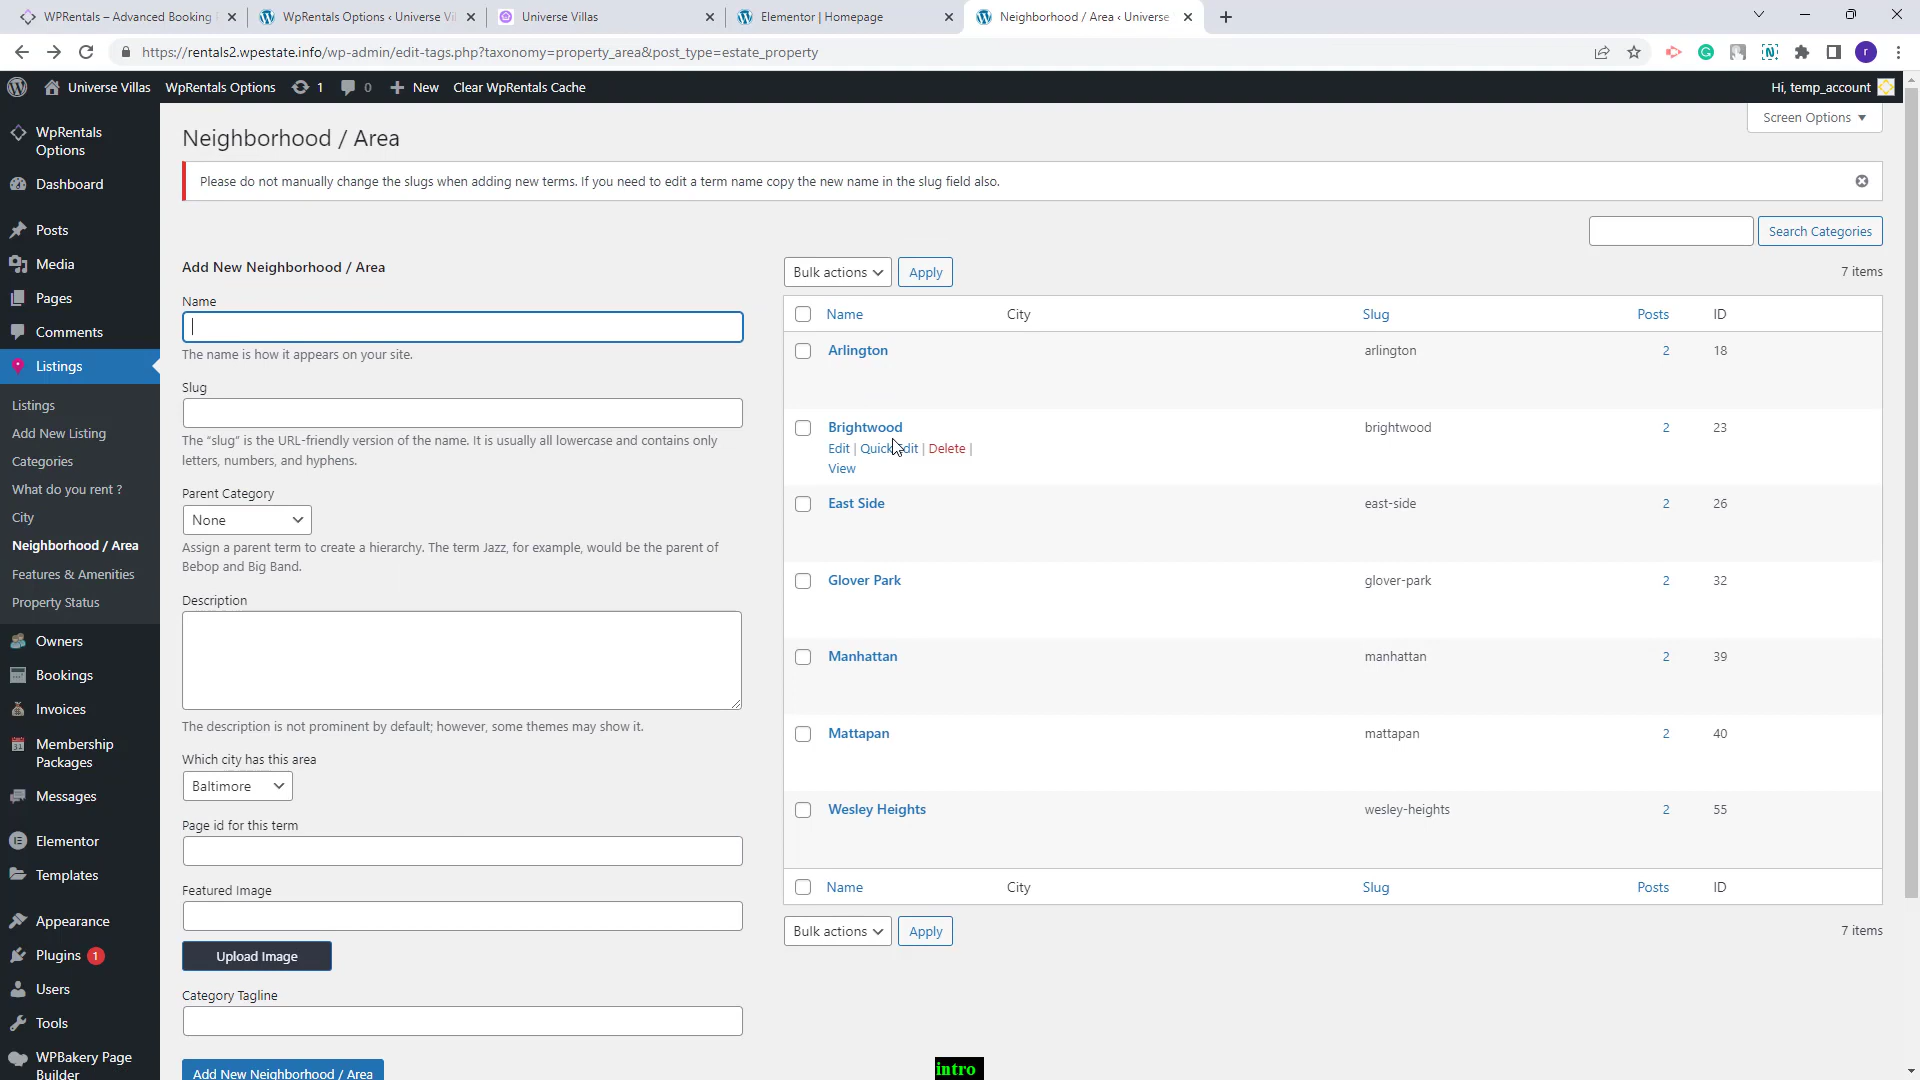 WPRentals – Advanced Booking
WpRentals Options ‹ Universe Vil
Universe Villas
Elementor | Homepage
Neighborhood / Area ‹ Universe
https://rentals2.wpestate.info/wp-admin/edit-tags.php?taxonomy=property_area&post_type=estate_property
r
Universe Villas
WpRentals Options
1
0
New
Clear WpRentals Cache
Hi, temp_account
WpRentals
Options
Dashboard
Posts
Media
Pages
Comments
Listings
Listings
Add New Listing
Categories
What do you rent ?
City
Neighborhood / Area
Features & Amenities
Property Status
Owners
Bookings
Invoices
Membership
Packages
Messages
Elementor
Templates
Appearance
Plugins 1
Users
Tools
WPBakery Page
Builder
Screen Options
Neighborhood / Area
Please do not manually change the slugs when adding new terms. If you need to edit a term name copy the new name in the slug field also.
Search Categories
Add New Neighborhood / Area
Name
The name is how it appears on your site.
Slug
The “slug” is the URL-friendly version of the name. It is usually all lowercase and contains only
letters, numbers, and hyphens.
Parent Category
None
Assign a parent term to create a hierarchy. The term Jazz, for example, would be the parent of
Bebop and Big Band.
Description
The description is not prominent by default; however, some themes may show it.
Which city has this area
Baltimore
Page id for this term
Featured Image
Upload Image
Category Tagline
Add New Neighborhood / Area
Bulk actions Apply 7 items
Name City Slug Posts ID
Arlington arlington 2 18
Brightwood brightwood 2 23
Edit | Quick Edit | Delete |
View
East Side east-side 2 26
Glover Park glover-park 2 32
Manhattan manhattan 2 39
Mattapan mattapan 2 40
Wesley Heights wesley-heights 2 55
Name City Slug Posts ID
Bulk actions Apply 7 items
intro